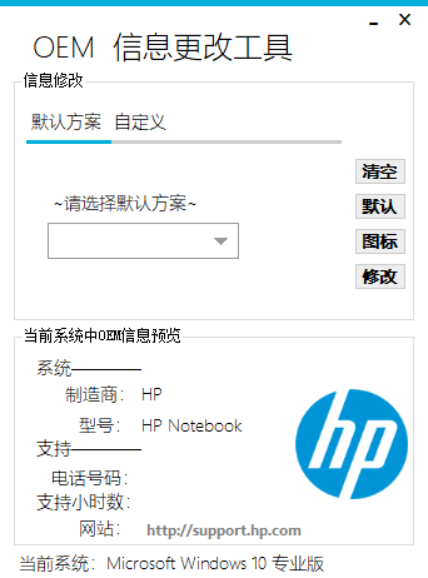 OEM 信息更改工具
信息修改
默认方案 自定义
清空
~请选择默认方案~
默认
图标
修改
当前系统中OEM信息预览
系统
制造商: HP
型号: HP Notebook
支持
电话号码:
支持小时数:
网站: http://support.hp.com
hp
当前系统: Microsoft Windows 10 专业版